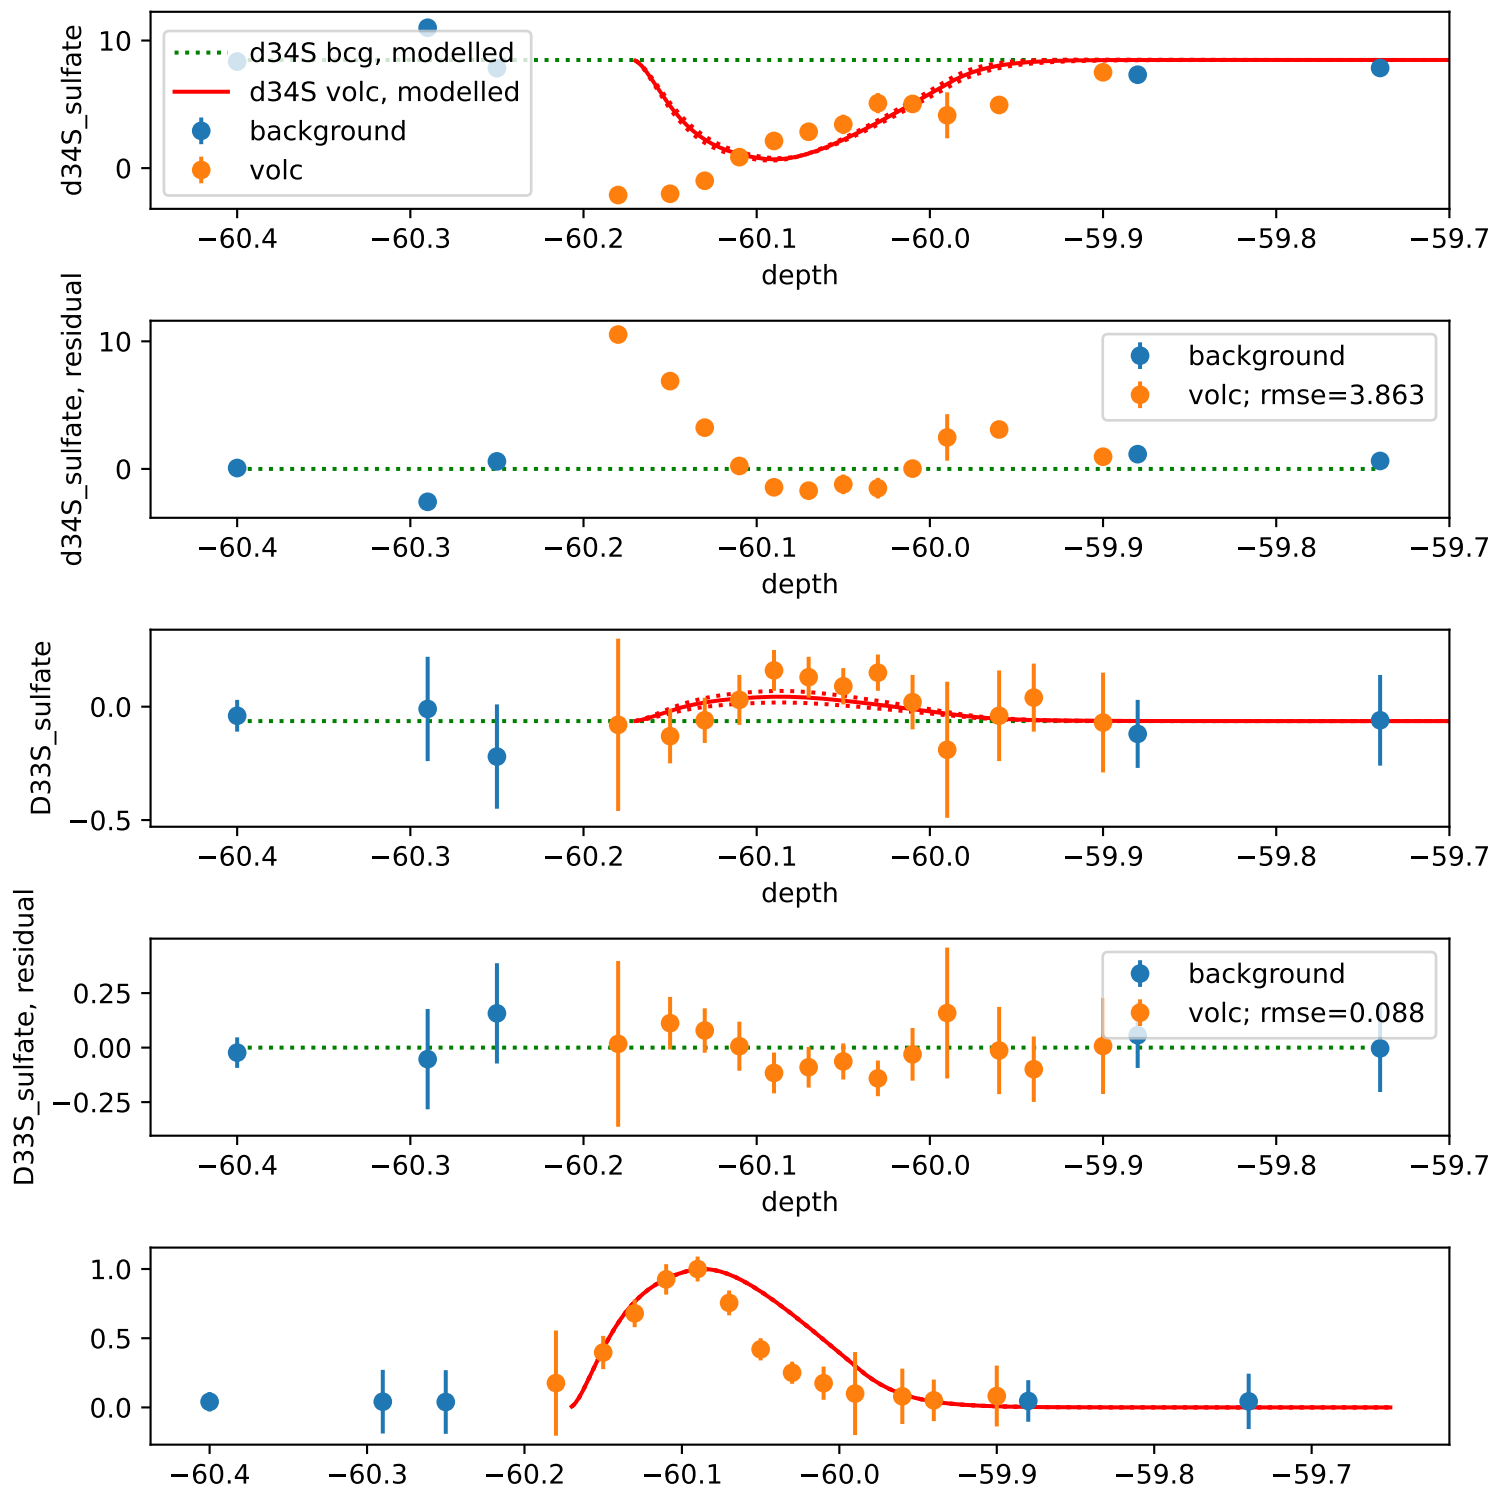 d34S_sulfate
10
0
d34S bcg, modelled
d34S volc, modelled
background
volc
−60.4 −60.3 −60.2 −60.1 −60.0 −59.9 −59.8 −59.7
depth
d34S_sulfate, residual
10
0
background
volc; rmse=3.863
−60.4 −60.3 −60.2 −60.1 −60.0 −59.9 −59.8 −59.7
depth
D33S_sulfate
0.0
−0.5
−60.4 −60.3 −60.2 −60.1 −60.0 −59.9 −59.8 −59.7
depth
D33S_sulfate, residual
0.25
0.00
−0.25
background
volc; rmse=0.088
−60.4 −60.3 −60.2 −60.1 −60.0 −59.9 −59.8 −59.7
depth
1.0
0.5
0.0
−60.4 −60.3 −60.2 −60.1 −60.0 −59.9 −59.8 −59.7